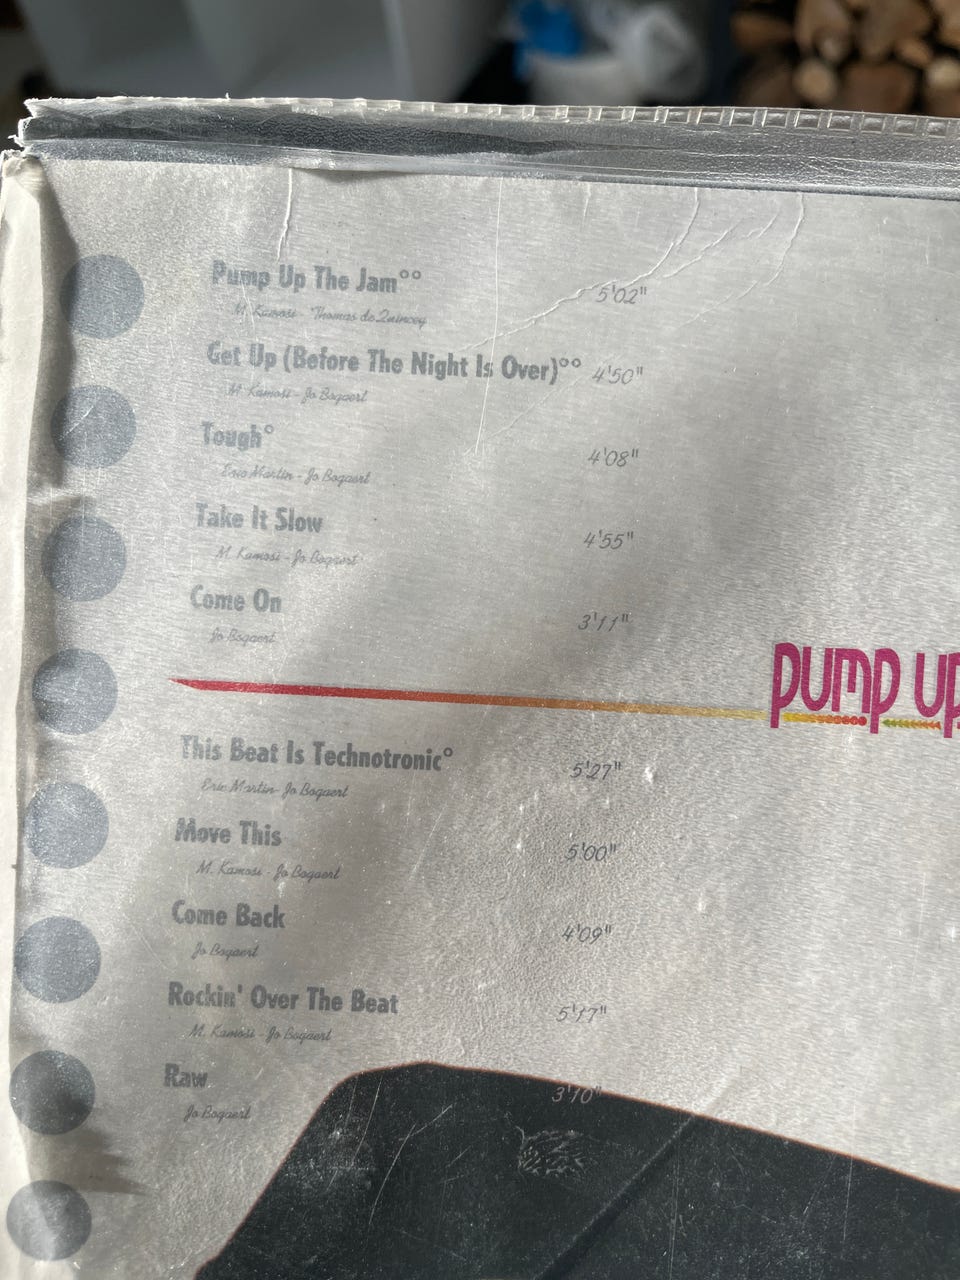 Pump Up The Jam°° 5'02"
M. Kamosi - Thomas de Quincey
Get Up (Before The Night Is Over)°° 4'50"
M. Kamosi - Jo Bogaert
Tough° 4'08"
Eric Martin - Jo Bogaert
Take It Slow 4'55"
M. Kamosi - Jo Bogaert
Come On 3'11"
Jo Bogaert
pump up
This Beat Is Technotronic° 5'27"
Eric Martin - Jo Bogaert
Move This 5'00"
M. Kamosi - Jo Bogaert
Come Back 4'09"
Jo Bogaert
Rockin' Over The Beat 5'17"
M. Kamosi - Jo Bogaert
Raw 3'10"
Jo Bogaert